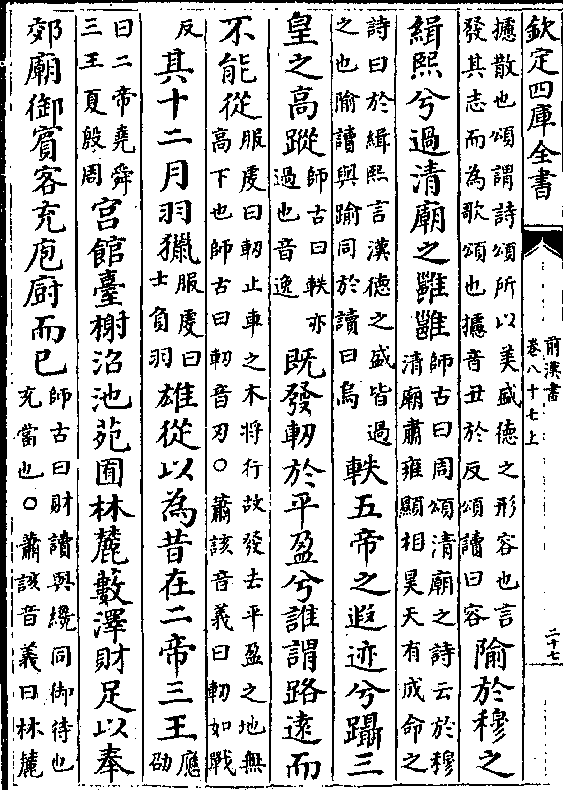 欽定四庫全書
前漢書
卷八十七上
二十七
攄散也頌謂詩頌所以美盛德之形容也言
發其志而為歌頌也攄音丑於反頌讀曰容
隃於穆之
緝熙兮過清廟之雝雝
師古曰周頌清廟之詩云於穆
清廟肅雍顯相昊天有成命之
詩曰於緝熙言漢德之盛皆過
之也隃讀與踰同於讀曰烏
軼五帝之遐迹兮躡三
皇之高蹤
師古曰軼亦
過也音逸
既發軔於平盈兮誰謂路遠而
不能從
服䖍曰軔止車之木將行故發去平盈之地無
高下也師古曰軔音刃○蕭該音義曰軔如戰
反
其十二月羽獵
服䖍曰
士負羽
雄從以為昔在二帝三王
應劭
曰二帝堯舜
三王夏殷周
宫館臺榭沼池苑囿林麓藪澤財足以奉
郊廟御賓客充庖廚而已
師古曰財讀與纔同御待也
充當也○蕭該音義曰林麓